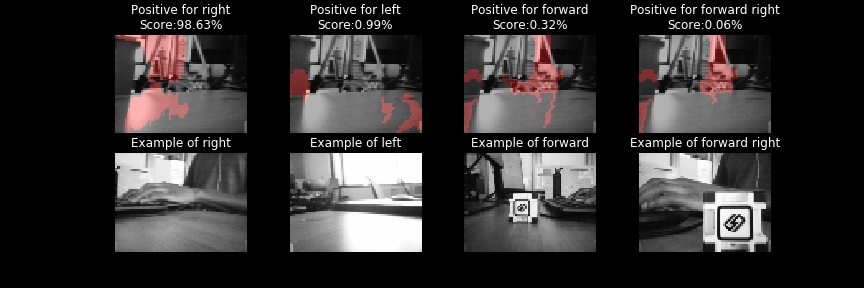 Positive for right
Score:98.63%
Positive for left
Score:0.99%
Positive for forward
Score:0.32%
Positive for forward right
Score:0.06%
Example of right
Example of left
Example of forward
Example of forward right